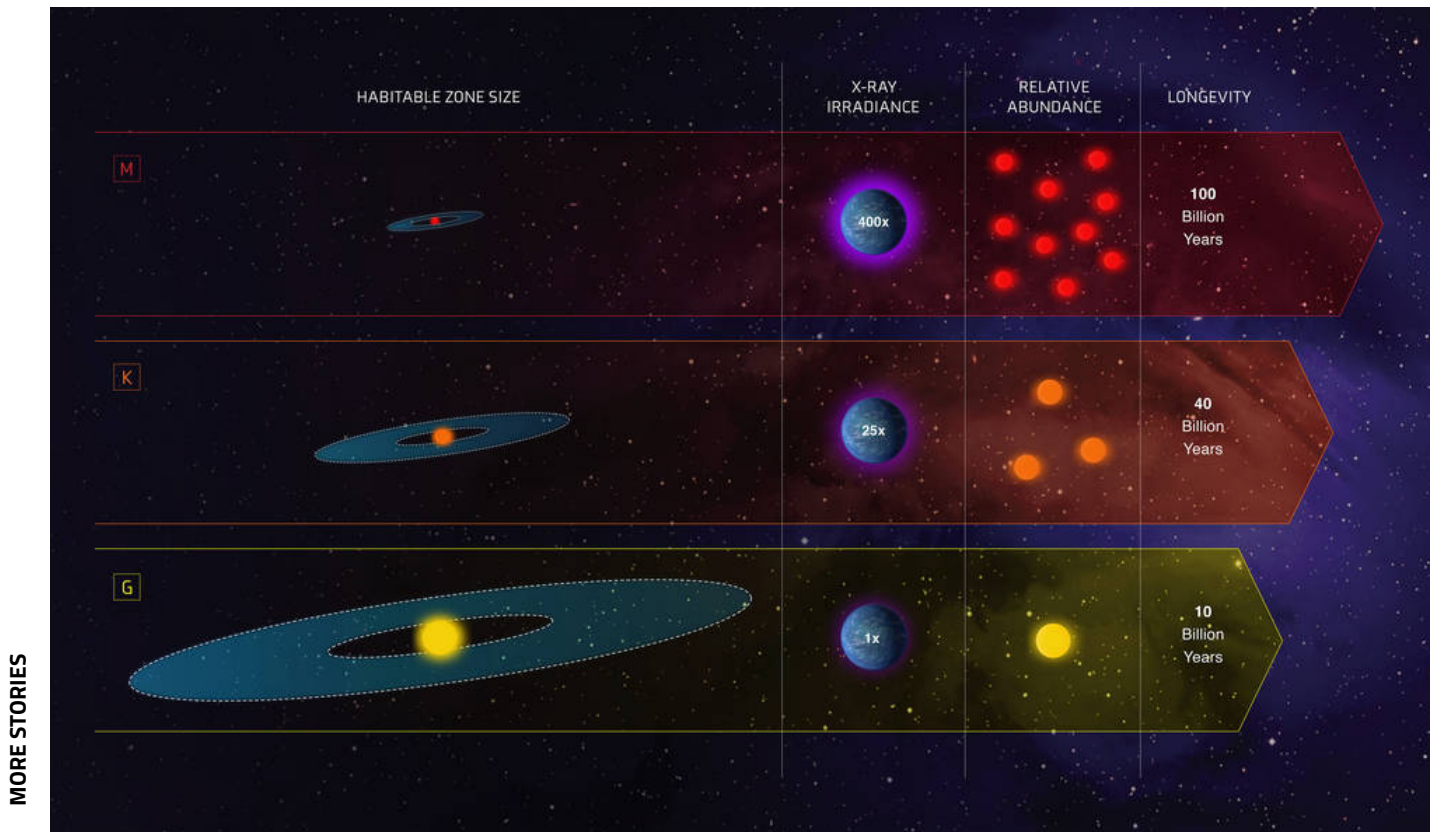 HABITABLE ZONE SIZE
X-RAY
IRRADIANCE
RELATIVE
ABUNDANCE
LONGEVITY
M
400x
100
Billion
Years
K
25x
40
Billion
Years
G
1x
10
Billion
Years
MORE STORIES